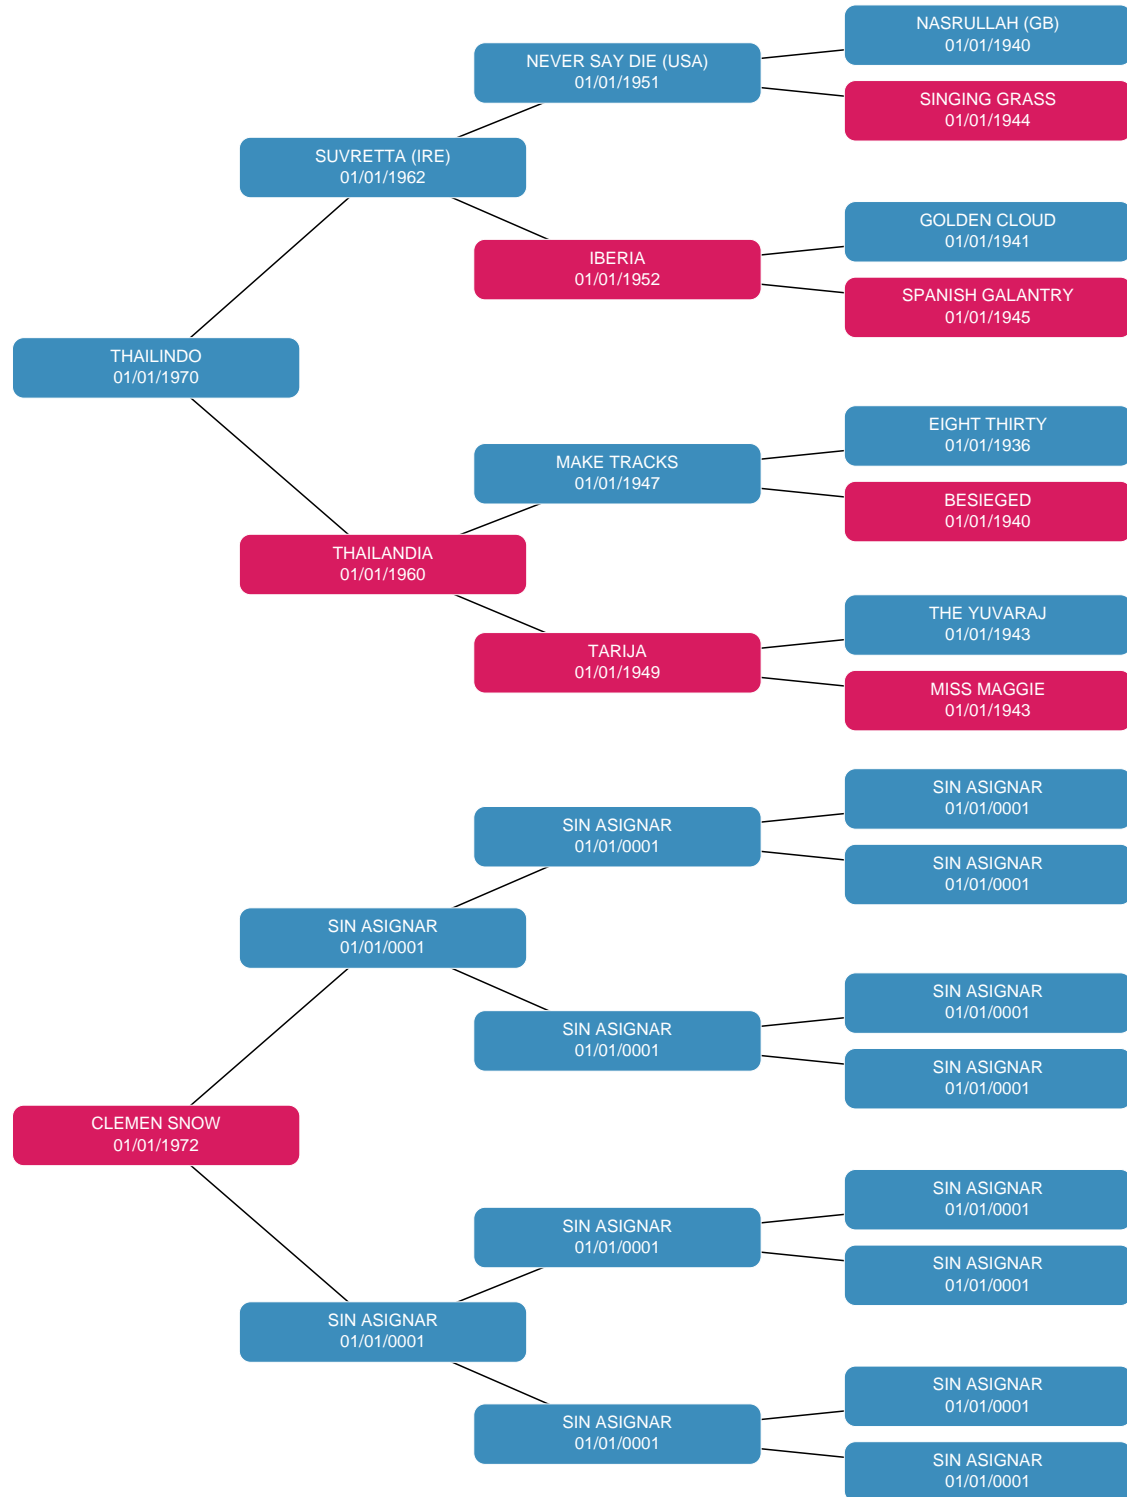 NASRULLAH (GB)
01/01/1940
NEVER SAY DIE (USA)
01/01/1951
SINGING GRASS
01/01/1944
SUVRETTA (IRE)
01/01/1962
GOLDEN CLOUD
01/01/1941
IBERIA
01/01/1952
SPANISH GALANTRY
01/01/1945
THAILINDO
01/01/1970
EIGHT THIRTY
01/01/1936
MAKE TRACKS
01/01/1947
BESIEGED
01/01/1940
THAILANDIA
01/01/1960
THE YUVARAJ
01/01/1943
TARIJA
01/01/1949
MISS MAGGIE
01/01/1943
SIN ASIGNAR
01/01/0001
SIN ASIGNAR
01/01/0001
SIN ASIGNAR
01/01/0001
SIN ASIGNAR
01/01/0001
SIN ASIGNAR
01/01/0001
SIN ASIGNAR
01/01/0001
SIN ASIGNAR
01/01/0001
CLEMEN SNOW
01/01/1972
SIN ASIGNAR
01/01/0001
SIN ASIGNAR
01/01/0001
SIN ASIGNAR
01/01/0001
SIN ASIGNAR
01/01/0001
SIN ASIGNAR
01/01/0001
SIN ASIGNAR
01/01/0001
SIN ASIGNAR
01/01/0001